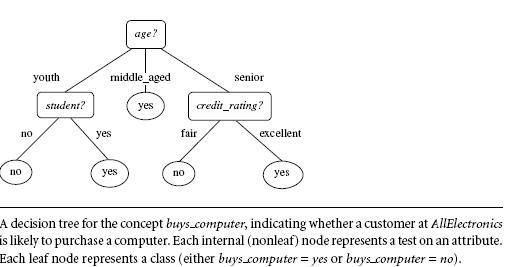 age?
youth middle_aged senior
student? yes credit_rating?
no yes fair excellent
no yes no yes
A decision tree for the concept buys_computer, indicating whether a customer at AllElectronics
is likely to purchase a computer. Each internal (nonleaf) node represents a test on an attribute.
Each leaf node represents a class (either buys_computer = yes or buys_computer = no).